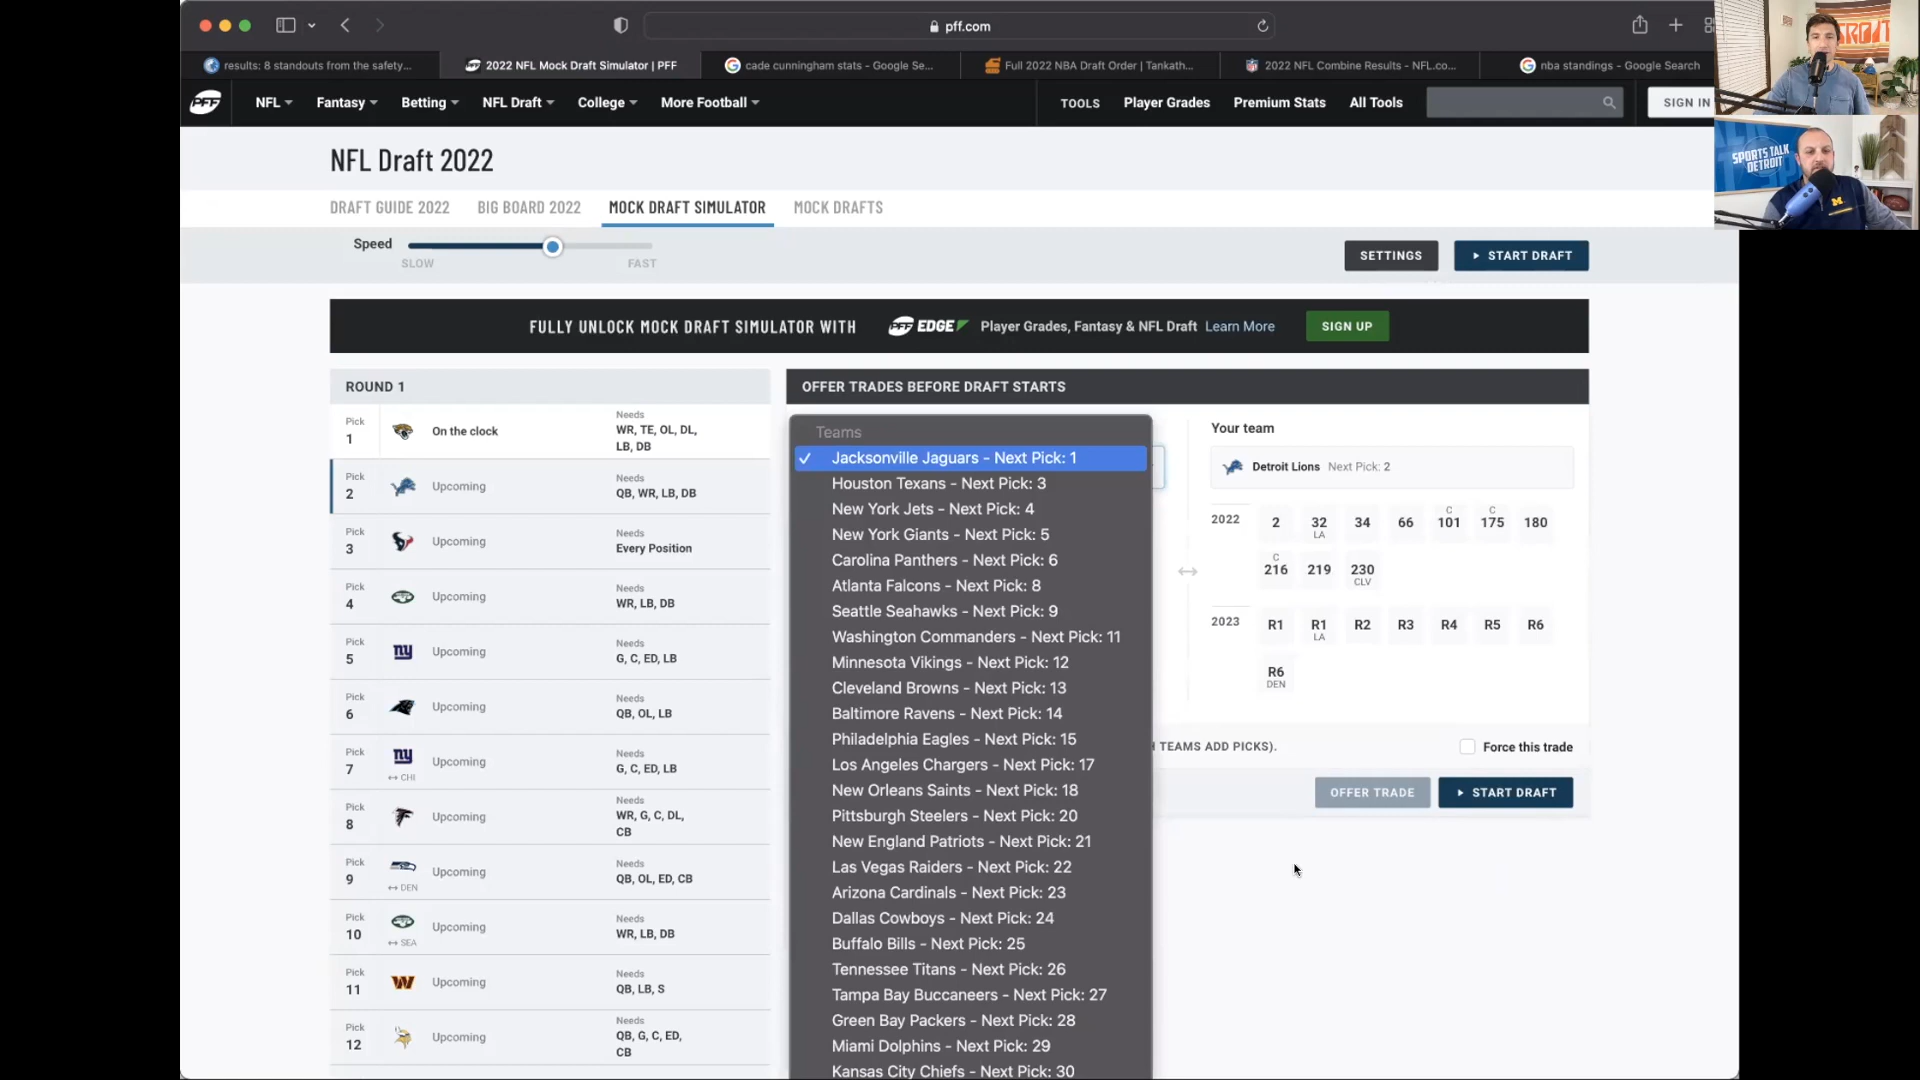 pff.com
results: 8 standouts from the safety...
2022 NFL Mock Draft Simulator | PFF
cade cunningham stats - Google Se...
Full 2022 NBA Draft Order | Tankath...
2022 NFL Combine Results - NFL.co...
nba standings - Google Search
PFF
NFL
Fantasy
Betting
NFL Draft
College
More Football
TOOLS
Player Grades
Premium Stats
All Tools
SIGN IN
SPORTS TALK
DETROIT
NFL Draft 2022
DRAFT GUIDE 2022
BIG BOARD 2022
MOCK DRAFT SIMULATOR
MOCK DRAFTS
Speed
SLOW
FAST
SETTINGS
START DRAFT
FULLY UNLOCK MOCK DRAFT SIMULATOR WITH
PFF EDGE
Player Grades, Fantasy & NFL Draft Learn More
SIGN UP
ROUND 1
Pick
1
On the clock
Needs
WR, TE, OL, DL,
LB, DB
Pick
2
Upcoming
Needs
QB, WR, LB, DB
Pick
3
Upcoming
Needs
Every Position
Pick
4
Upcoming
Needs
WR, LB, DB
Pick
5
ny
Upcoming
Needs
G, C, ED, LB
Pick
6
Upcoming
Needs
QB, OL, LB
Pick
7
ny
↔ CHI
Upcoming
Needs
G, C, ED, LB
Pick
8
Upcoming
Needs
WR, G, C, DL,
CB
Pick
9
↔ DEN
Upcoming
Needs
QB, OL, ED, CB
Pick
10
↔ SEA
Upcoming
Needs
WR, LB, DB
Pick
11
W
Upcoming
Needs
QB, LB, S
Pick
12
Upcoming
Needs
QB, G, C, ED,
CB
OFFER TRADES BEFORE DRAFT STARTS
Teams
✓ Jacksonville Jaguars - Next Pick: 1
Houston Texans - Next Pick: 3
New York Jets - Next Pick: 4
New York Giants - Next Pick: 5
Carolina Panthers - Next Pick: 6
Atlanta Falcons - Next Pick: 8
Seattle Seahawks - Next Pick: 9
Washington Commanders - Next Pick: 11
Minnesota Vikings - Next Pick: 12
Cleveland Browns - Next Pick: 13
Baltimore Ravens - Next Pick: 14
Philadelphia Eagles - Next Pick: 15
Los Angeles Chargers - Next Pick: 17
New Orleans Saints - Next Pick: 18
Pittsburgh Steelers - Next Pick: 20
New England Patriots - Next Pick: 21
Las Vegas Raiders - Next Pick: 22
Arizona Cardinals - Next Pick: 23
Dallas Cowboys - Next Pick: 24
Buffalo Bills - Next Pick: 25
Tennessee Titans - Next Pick: 26
Tampa Bay Buccaneers - Next Pick: 27
Green Bay Packers - Next Pick: 28
Miami Dolphins - Next Pick: 29
Kansas City Chiefs - Next Pick: 30
Your team
Detroit Lions Next Pick: 2
2022
2
32
LA
34
66
C
101
C
175
180
C
216
219
230
CLV
2023
R1
R1
LA
R2
R3
R4
R5
R6
R6
DEN
TEAMS ADD PICKS).
Force this trade
OFFER TRADE
START DRAFT